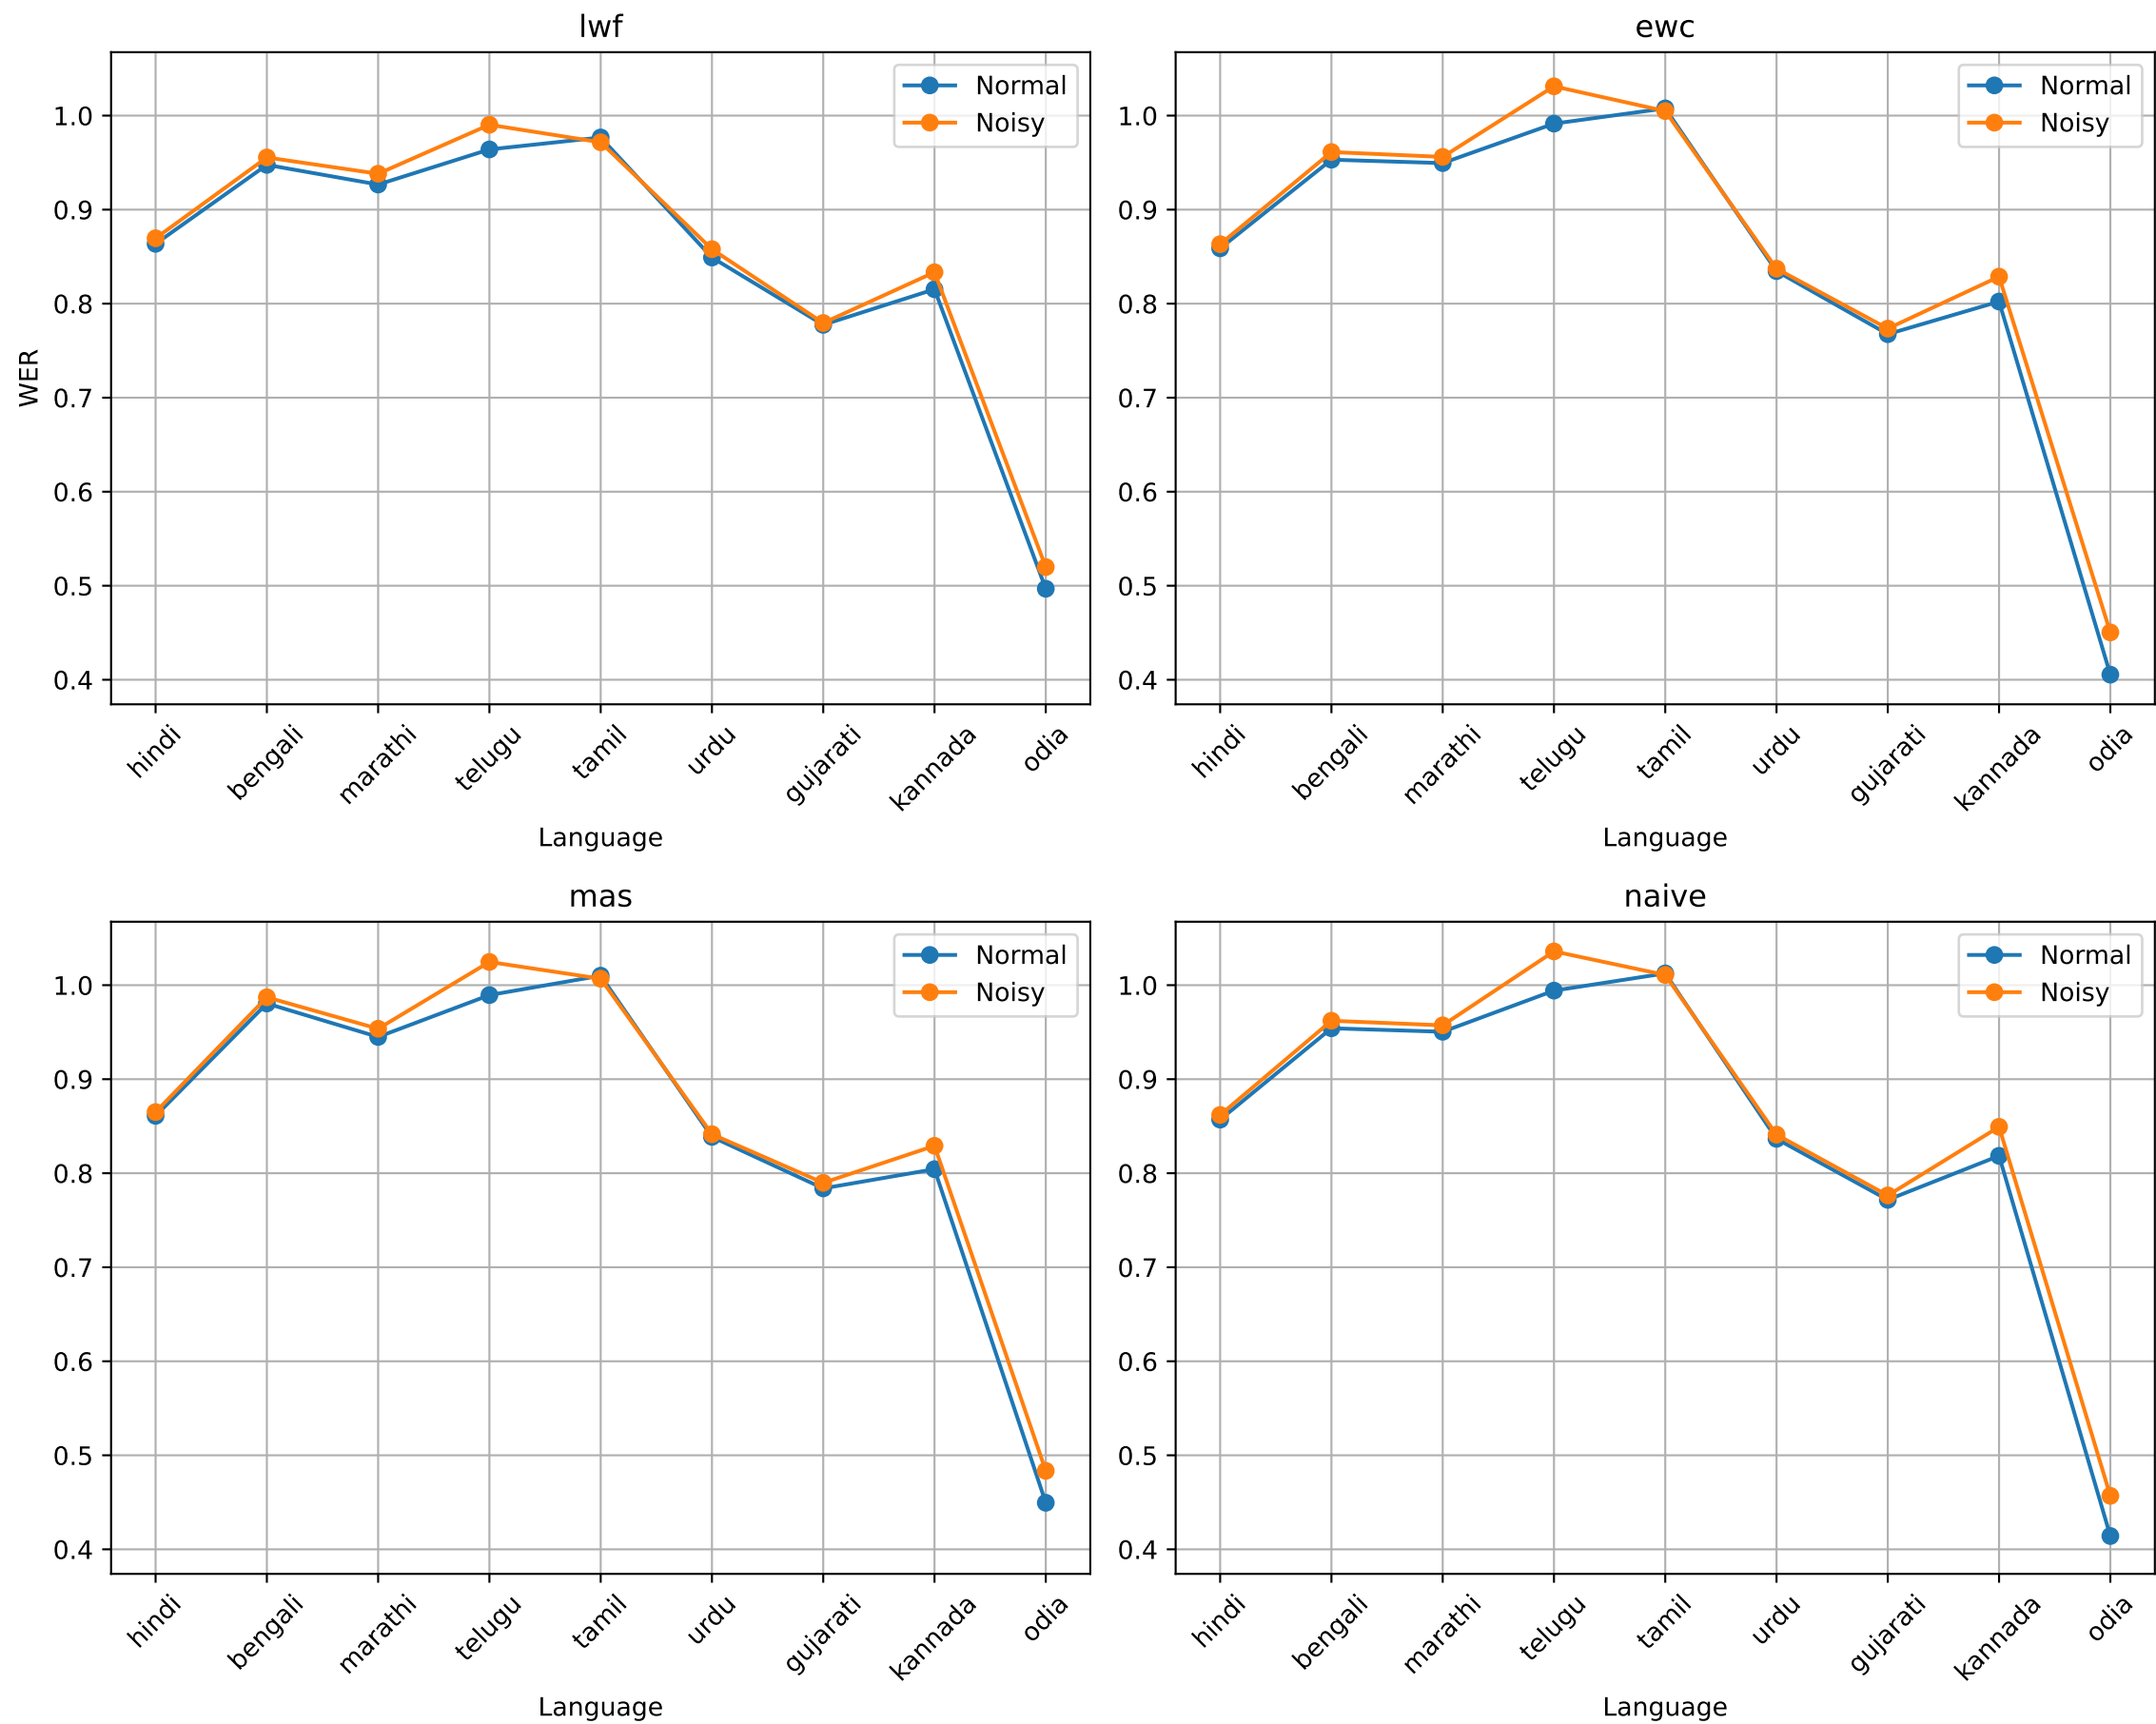 lwf
Normal
Noisy
1.0
0.9
0.8
0.7
0.6
0.5
0.4
WER
hindi
bengali
marathi
telugu
tamil
urdu
gujarati
kannada
odia
Language
ewc
Normal
Noisy
1.0
0.9
0.8
0.7
0.6
0.5
0.4
hindi
bengali
marathi
telugu
tamil
urdu
gujarati
kannada
odia
Language
mas
Normal
Noisy
1.0
0.9
0.8
0.7
0.6
0.5
0.4
hindi
bengali
marathi
telugu
tamil
urdu
gujarati
kannada
odia
Language
naive
Normal
Noisy
1.0
0.9
0.8
0.7
0.6
0.5
0.4
hindi
bengali
marathi
telugu
tamil
urdu
gujarati
kannada
odia
Language